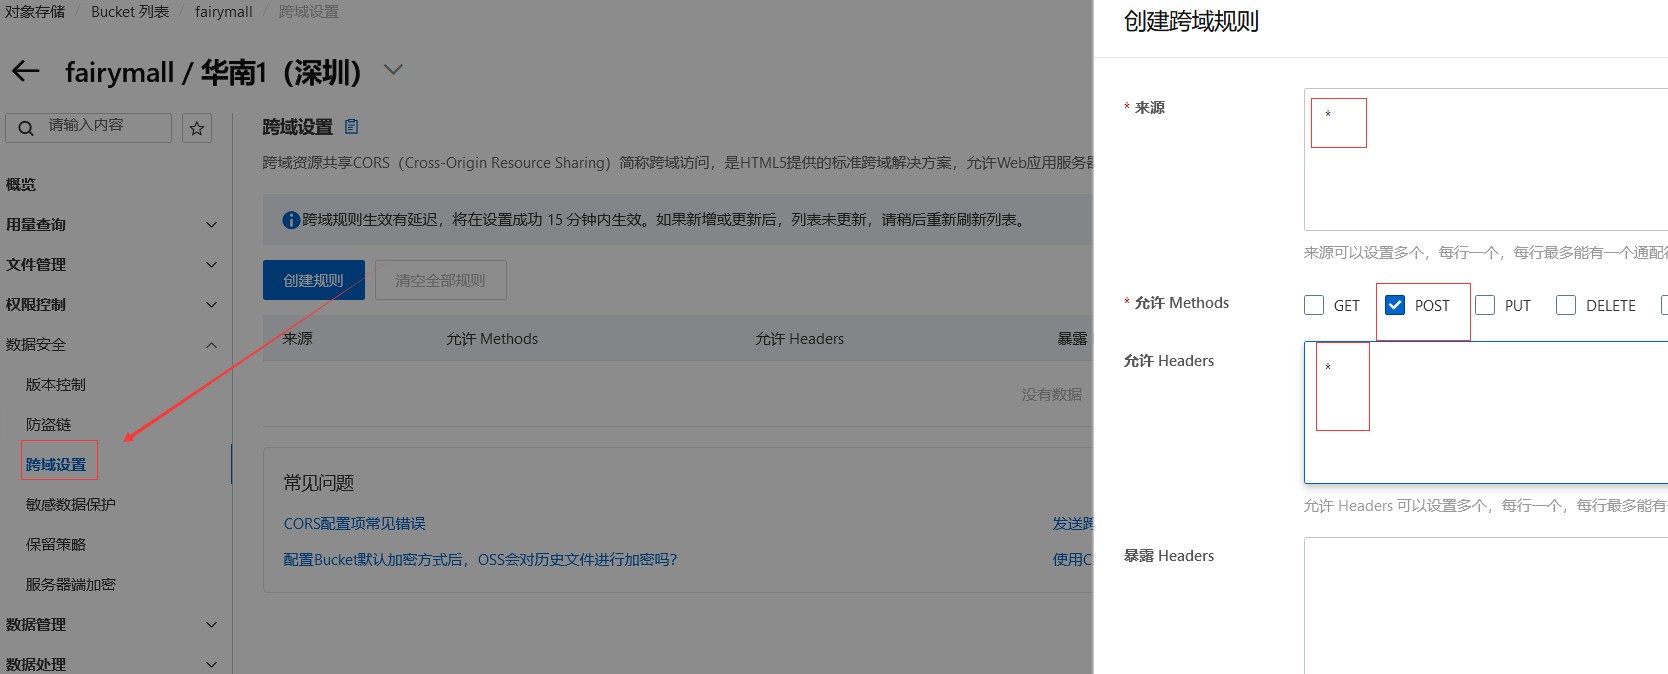 对象存储 / Bucket 列表 / fairymall / 跨域设置
fairymall / 华南1（深圳）
请输入内容
概览
用量查询
文件管理
权限控制
数据安全
版本控制
防盗链
跨域设置
敏感数据保护
保留策略
服务器端加密
数据管理
数据处理
跨域设置
跨域资源共享CORS（Cross-Origin Resource Sharing）简称跨域访问，是HTML5提供的标准跨域解决方案，允许Web应用服务器
跨域规则生效有延迟，将在设置成功 15 分钟内生效。如果新增或更新后，列表未更新，请稍后重新刷新列表。
创建规则 清空全部规则
来源 允许 Methods 允许 Headers 暴露
没有数据
常见问题
CORS配置项常见错误 发送跨
配置Bucket默认加密方式后，OSS会对历史文件进行加密吗? 使用C
创建跨域规则
* 来源
*
来源可以设置多个，每行一个，每行最多能有一个通配符
* 允许 Methods GET POST PUT DELETE
允许 Headers
*
允许 Headers 可以设置多个，每行一个，每行最多能有
暴露 Headers